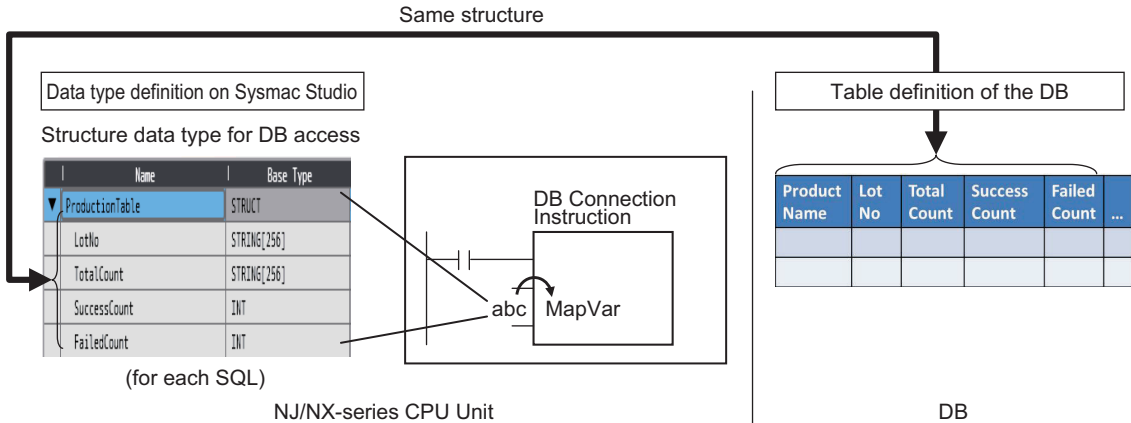 Same structure
Data type definition on Sysmac Studio
Table definition of the DB
Structure data type for DB access
Name Base Type
ProductionTable STRUCT
LotNo STRING[256]
TotalCount STRING[256]
SuccessCount INT
FailedCount INT
(for each SQL)
DB Connection
Instruction
abc MapVar
NJ/NX-series CPU Unit
Product Lot Total Success Failed
Name No Count Count Count ...
DB